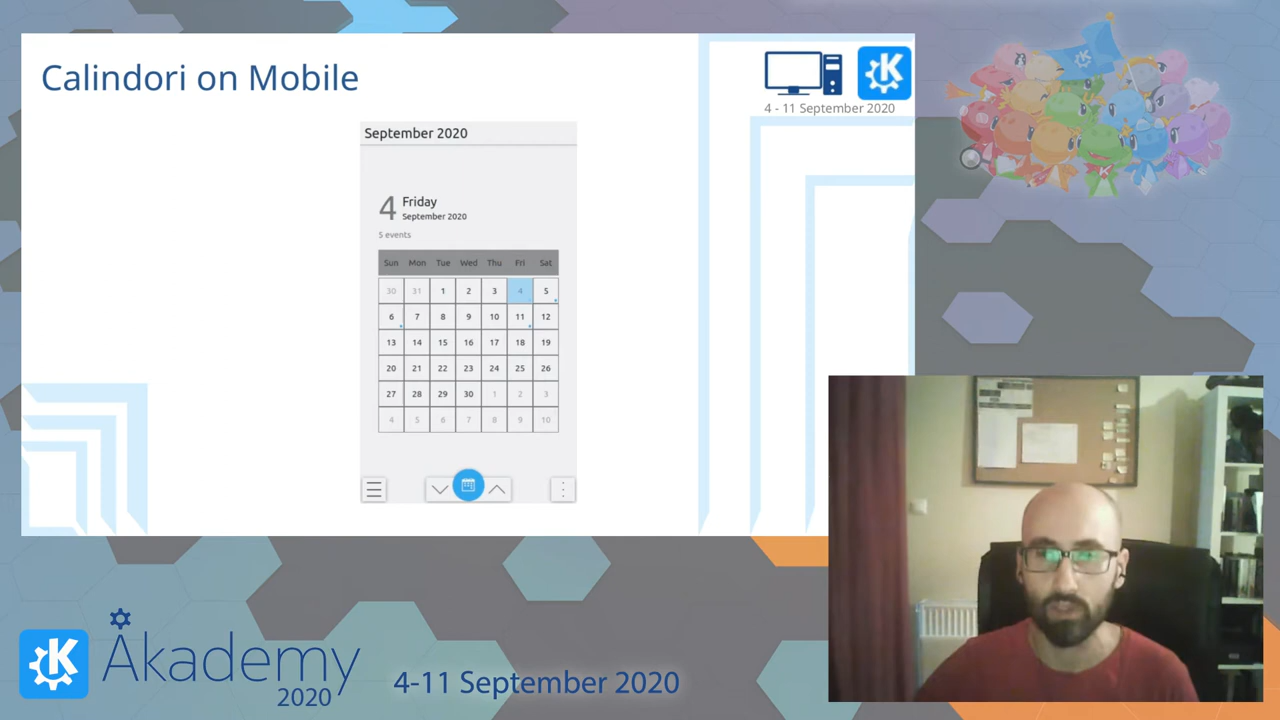 Calindori on Mobile
4 - 11 September 2020
September 2020
4 Friday
September 2020
5 events
Sun Mon Tue Wed Thu Fri Sat
30 31 1 2 3 4 5
6 7 8 9 10 11 12
13 14 15 16 17 18 19
20 21 22 23 24 25 26
27 28 29 30 1 2 3
4 5 6 7 8 9 10
K
K
K
Akademy
2020
4-11 September 2020